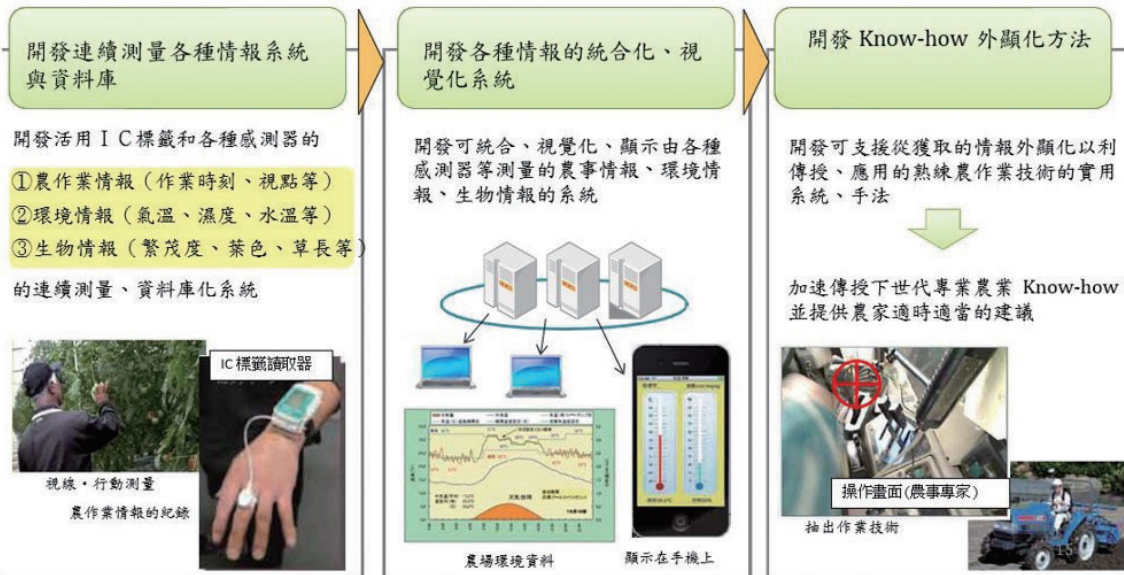 開發連續測量各種情報系統
與資料庫
開發活用ＩＣ標籤和各種感測器的
①農作業情報（作業時刻、視點等）
②環境情報（氣溫、濕度、水溫等）
③生物情報（繁茂度、葉色、草長等）
的連續測量、資料庫化系統
IC 標籤讀取器
視線・行動測量
農作業情報的紀錄
開發各種情報的統合化、視
覺化系統
開發可統合、視覺化、顯示由各種
感測器等測量的農事情報、環境情
報、生物情報的系統
農場環境資料
顯示在手機上
開發 Know-how 外顯化方法
開發可支援從獲取的情報外顯化以利
傳授、應用的熟練農作業技術的實用
系統、手法
加速傳授下世代專業農業 Know-how
並提供農家適時適當的建議
操作畫面(農事專家)
抽出作業技術
15